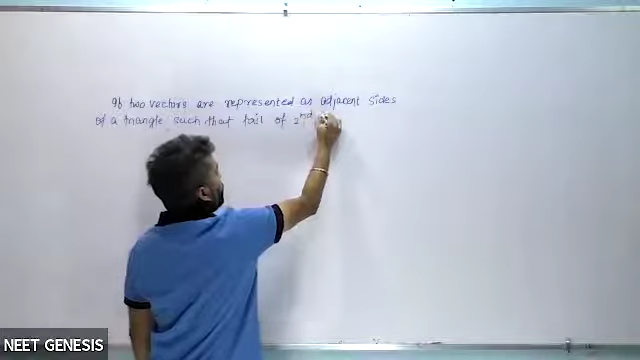 If two vectors are represented as adjacent sides
of a triangle such that tail of 2nd
NEET GENESIS